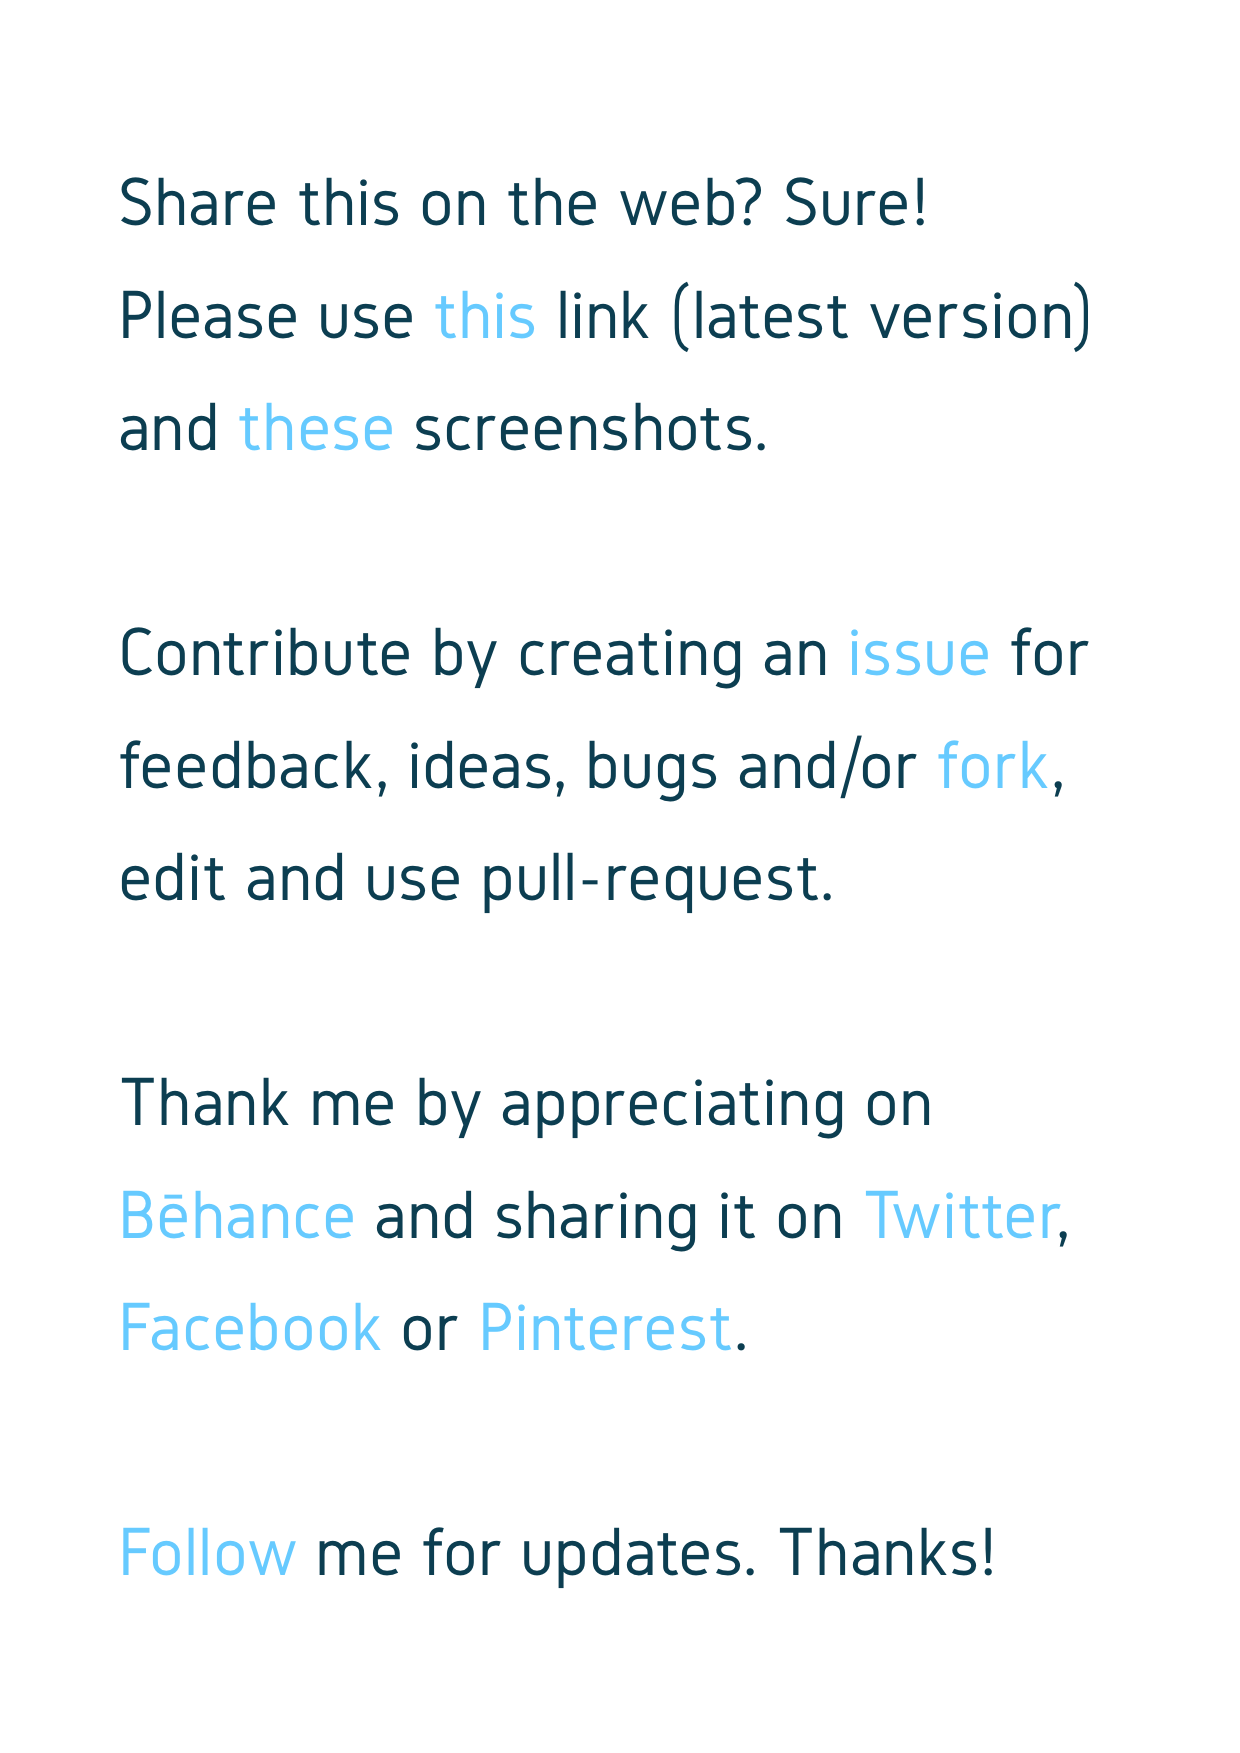 Share this on the web? Sure!
Please use this link (latest version)
and these screenshots.
Contribute by creating an issue for
feedback, ideas, bugs and/or fork,
edit and use pull-request.
Thank me by appreciating on
Bēhance and sharing it on Twitter,
Facebook or Pinterest.
Follow me for updates. Thanks!